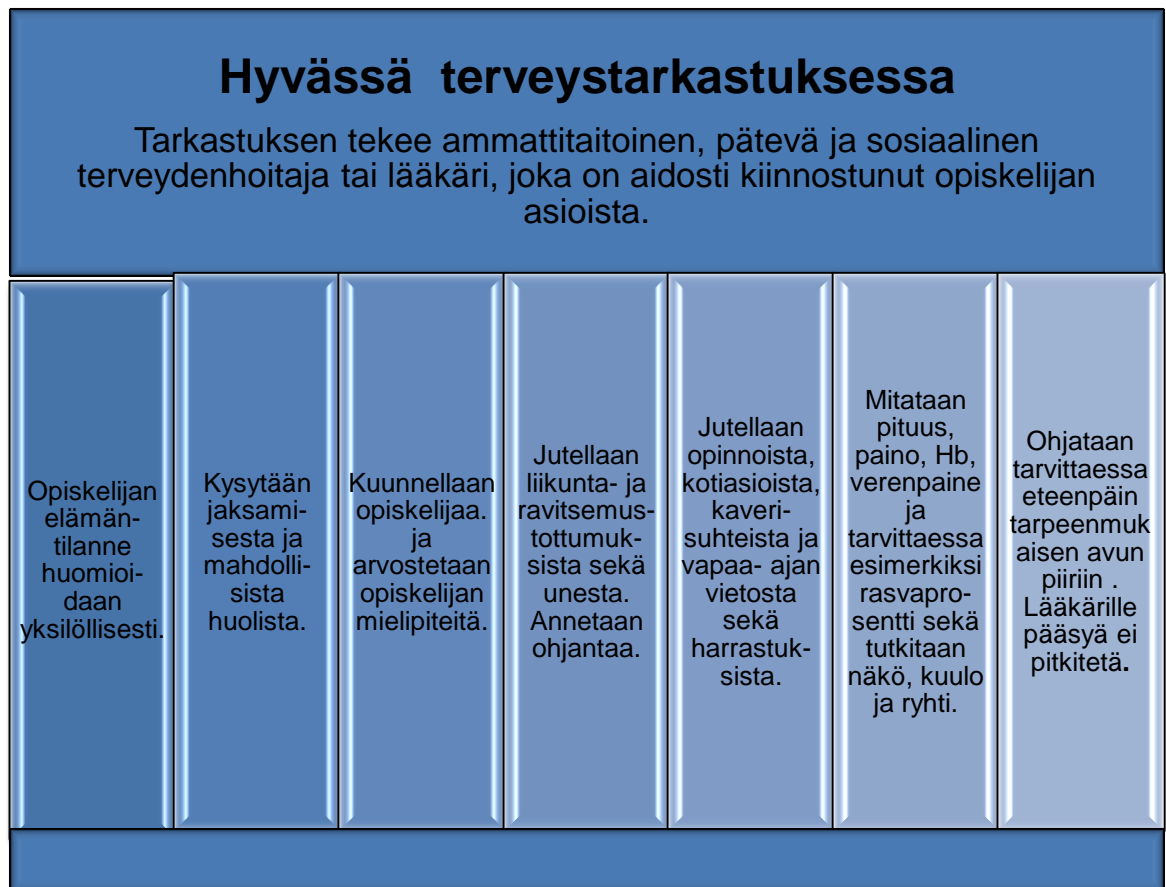 Hyvässä terveystarkastuksessa
Tarkastuksen tekee ammattitaitoinen, pätevä ja sosiaalinen
terveydenhoitaja tai lääkäri, joka on aidosti kiinnostunut opiskelijan
asioista.
Opiskelijan
elämän-
tilanne
huomioi-
daan
yksilöllisesti.
Kysytään
jaksami-
sesta ja
mahdolli-
sista
huolista.
Kuunnellaan
opiskelijaa.
ja
arvostetaan
opiskelijan
mielipiteitä.
Jutellaan
liikunta- ja
ravitsemus-
tottumuk-
sista sekä
unesta.
Annetaan
ohjantaa.
Jutellaan
opinnoista,
kotiasioista,
kaveri-
suhteista ja
vapaa- ajan
vietosta
sekä
harrastuk-
sista.
Mitataan
pituus,
paino, Hb,
verenpaine
ja
tarvittaessa
esimerkiksi
rasvapro-
sentti sekä
tutkitaan
näkö, kuulo
ja ryhti.
Ohjataan
tarvittaessa
eteenpäin
tarpeenmuk
aisen avun
piiriin .
Lääkärille
pääsyä ei
pitkitetä.